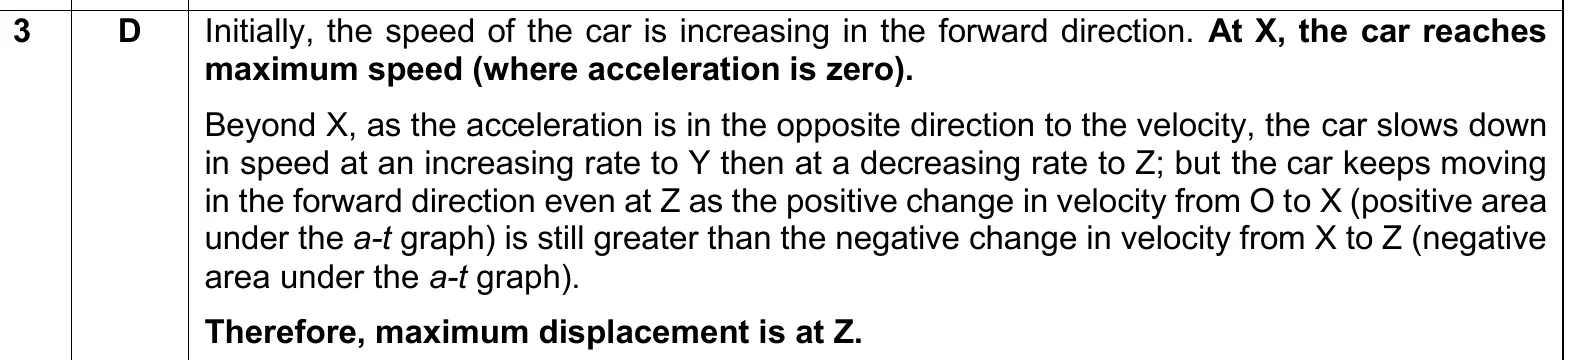 3 D Initially, the speed of the car is increasing in the forward direction. At X, the car reaches
maximum speed (where acceleration is zero).
Beyond X, as the acceleration is in the opposite direction to the velocity, the car slows down
in speed at an increasing rate to Y then at a decreasing rate to Z; but the car keeps moving
in the forward direction even at Z as the positive change in velocity from O to X (positive area
under the a-t graph) is still greater than the negative change in velocity from X to Z (negative
area under the a-t graph).
Therefore, maximum displacement is at Z.